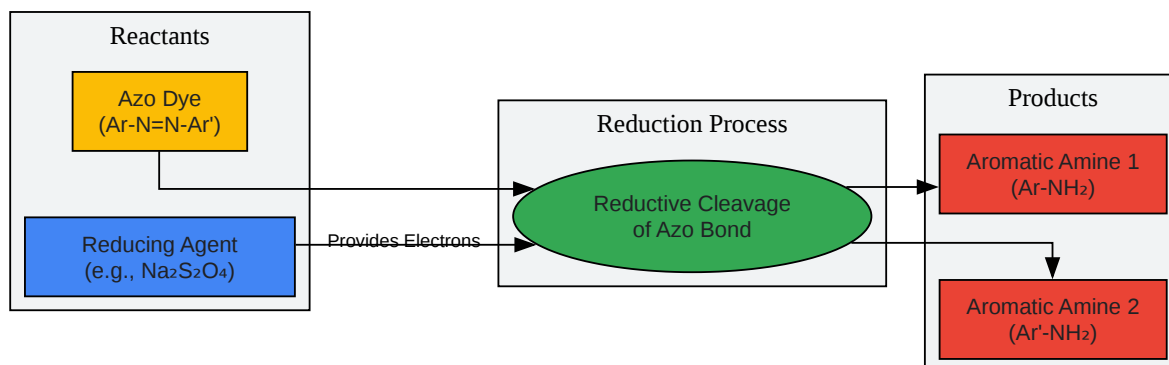 Reactants
Azo Dye
(Ar-N=N-Ar')
Reducing Agent
(e.g., Na₂S₂O₄)
Provides Electrons
Reduction Process
Reductive Cleavage
of Azo Bond
Products
Aromatic Amine 1
(Ar-NH₂)
Aromatic Amine 2
(Ar'-NH₂)